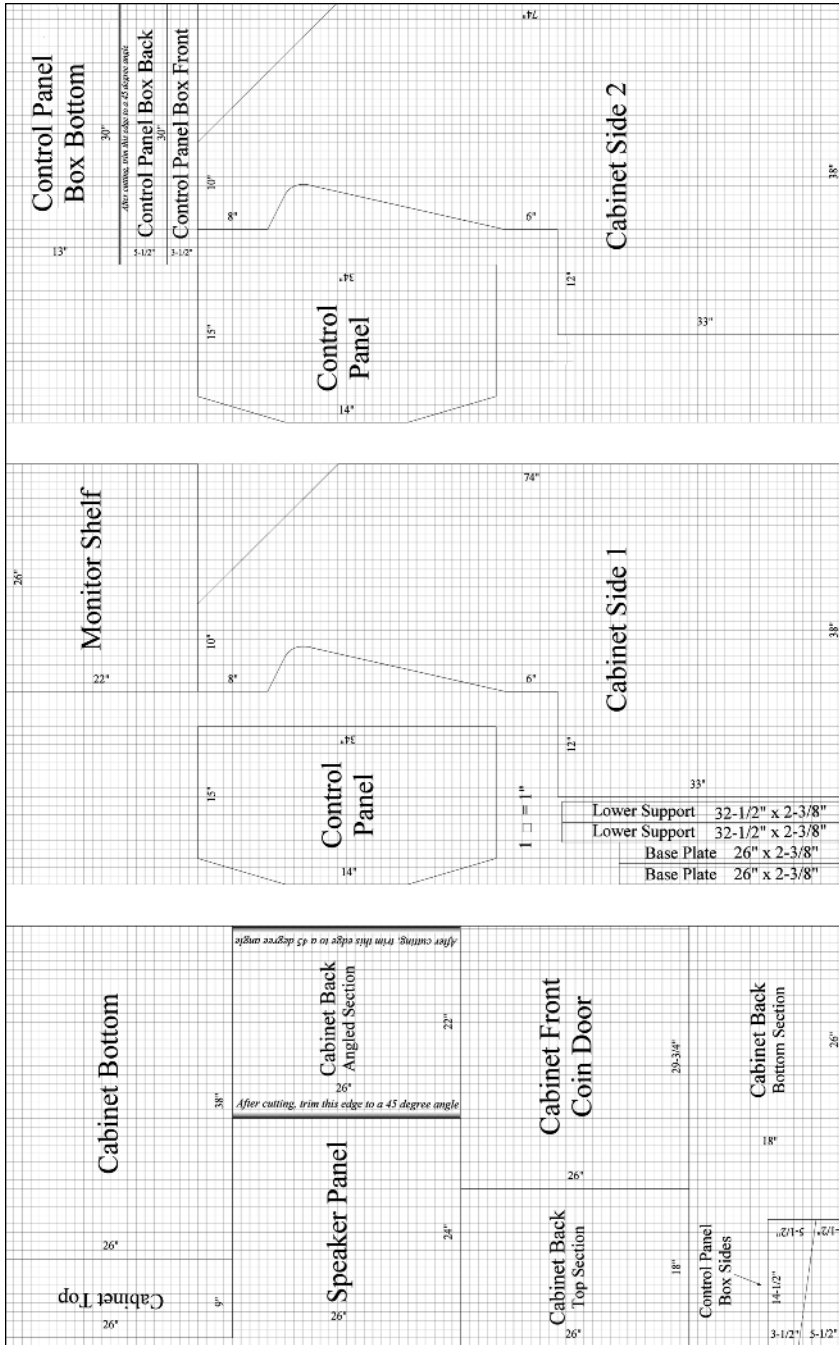 Control Panel
Box Bottom
30"
13"
After cutting, trim this edge to a 45 degree angle
Control Panel Box Back
5-1/2"
30"
Control Panel Box Front
3-1/2"
10"
8"
74"
6"
Cabinet Side 2
38"
12"
33"
15"
34"
Control
Panel
14"
26"
Monitor Shelf
22"
10"
8"
74"
6"
Cabinet Side 1
38"
12"
33"
15"
34"
Control
Panel
14"
1 □ = 1"
Lower Support 32-1/2" x 2-3/8"
Lower Support 32-1/2" x 2-3/8"
Base Plate 26" x 2-3/8"
Base Plate 26" x 2-3/8"
Cabinet Bottom
38"
26"
Cabinet Top
9"
26"
After cutting, trim this edge to a 45 degree angle
Cabinet Back
Angled Section
22"
26"
After cutting, trim this edge to a 45 degree angle
Speaker Panel
24"
26"
Cabinet Front
Coin Door
29-3/4"
26"
Cabinet Back
Top Section
18"
26"
Cabinet Back
Bottom Section
26"
18"
Control Panel
Box Sides
14-1/2"
5-1/2"
3-1/2"
5-1/2"